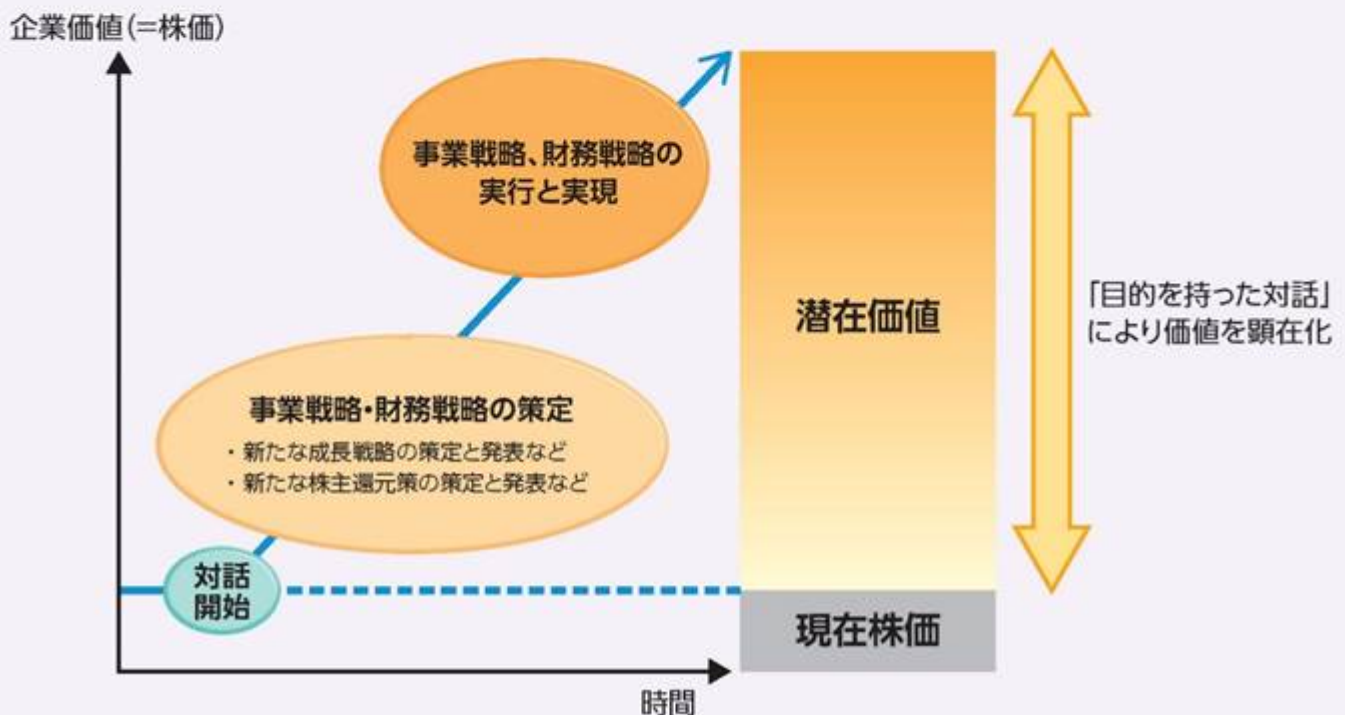 企業価値(=株価)
事業戦略、財務戦略の
実行と実現
潜在価値
「目的を持った対話」
により価値を顕在化
事業戦略・財務戦略の策定
・新たな成長戦略の策定と発表など
・新たな株主還元策の策定と発表など
対話
開始
現在株価
時間